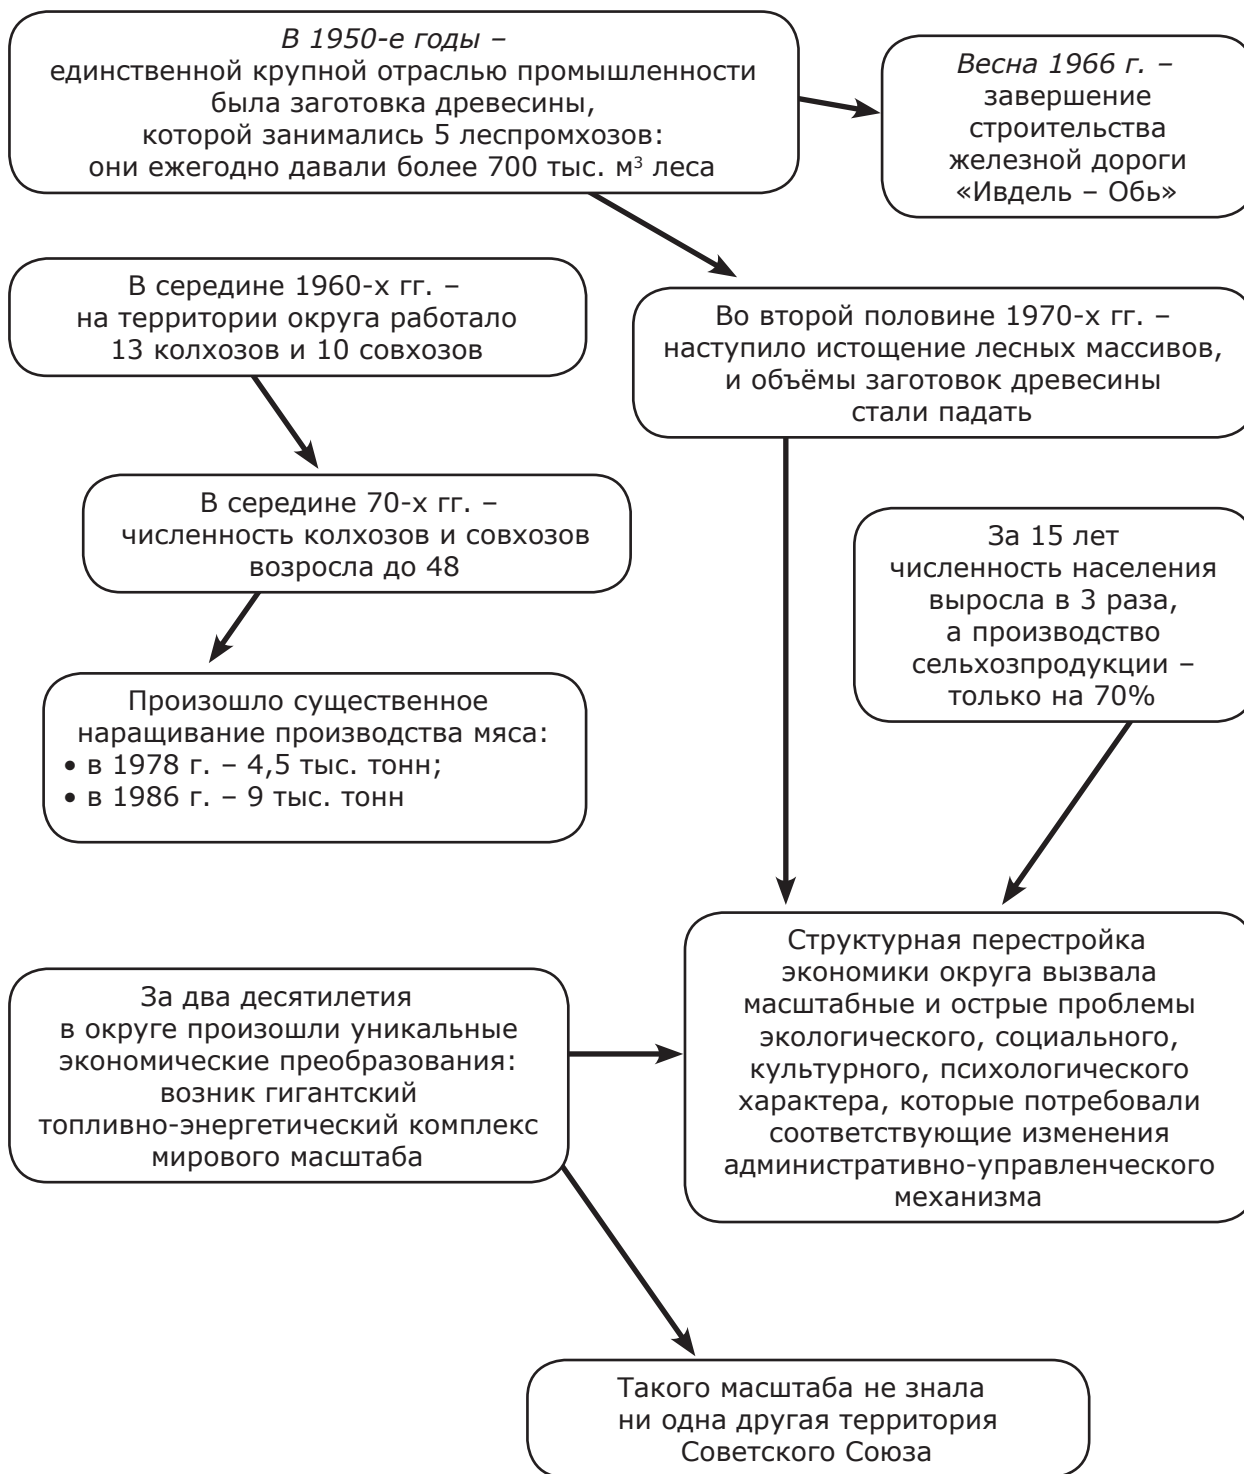 В 1950-е годы –
единственной крупной отраслью промышленности
была заготовка древесины,
которой занимались 5 леспромхозов:
они ежегодно давали более 700 тыс. м³ леса
Весна 1966 г. –
завершение
строительства
железной дороги
«Ивдель – Обь»
В середине 1960-х гг. –
на территории округа работало
13 колхозов и 10 совхозов
Во второй половине 1970-х гг. –
наступило истощение лесных массивов,
и объёмы заготовок древесины
стали падать
В середине 70-х гг. –
численность колхозов и совхозов
возросла до 48
За 15 лет
численность населения
выросла в 3 раза,
а производство
сельхозпродукции –
только на 70%
Произошло существенное
наращивание производства мяса:
• в 1978 г. – 4,5 тыс. тонн;
• в 1986 г. – 9 тыс. тонн
Структурная перестройка
экономики округа вызвала
масштабные и острые проблемы
экологического, социального,
культурного, психологического
характера, которые потребовали
соответствующие изменения
административно-управленческого
механизма
За два десятилетия
в округе произошли уникальные
экономические преобразования:
возник гигантский
топливно-энергетический комплекс
мирового масштаба
Такого масштаба не знала
ни одна другая территория
Советского Союза